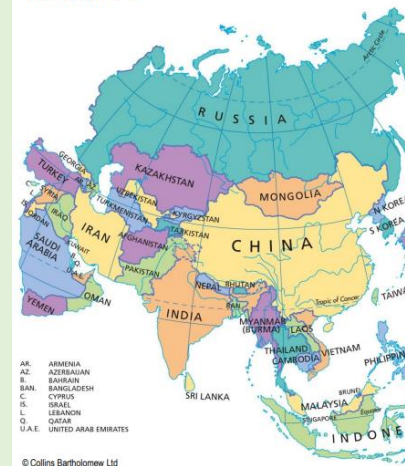 Arctic Circle
RUSSIA
GEORGIA
TURKEY
AR.
AZ.
KAZAKHSTAN
MONGOLIA
UZBEKISTAN
TURKMENISTAN
KYRGYZSTAN
TAJIKISTAN
N KOREA
S KOREA
C.
L.
SYRIA
IS.
JORDAN
IRAQ
IRAN
AFGHANISTAN
CHINA
KUWAIT
SAUDI
ARABIA
B.
Q.
U.A.E.
PAKISTAN
NEPAL
BHUTAN
BAN.
Tropic of Cancer
TAIWA
YEMEN
OMAN
INDIA
MYANMAR
(BURMA)
LAOS
THAILAND
VIETNAM
CAMBODIA
PHILIPPIN
SRI LANKA
BRUNEI
MALAYSIA
SINGAPORE
Equator
INDONE
AR. ARMENIA
AZ. AZERBAIJAN
B. BAHRAIN
BAN. BANGLADESH
C. CYPRUS
IS. ISRAEL
L. LEBANON
Q. QATAR
U.A.E. UNITED ARAB EMIRATES
© Collins Bartholomew Ltd